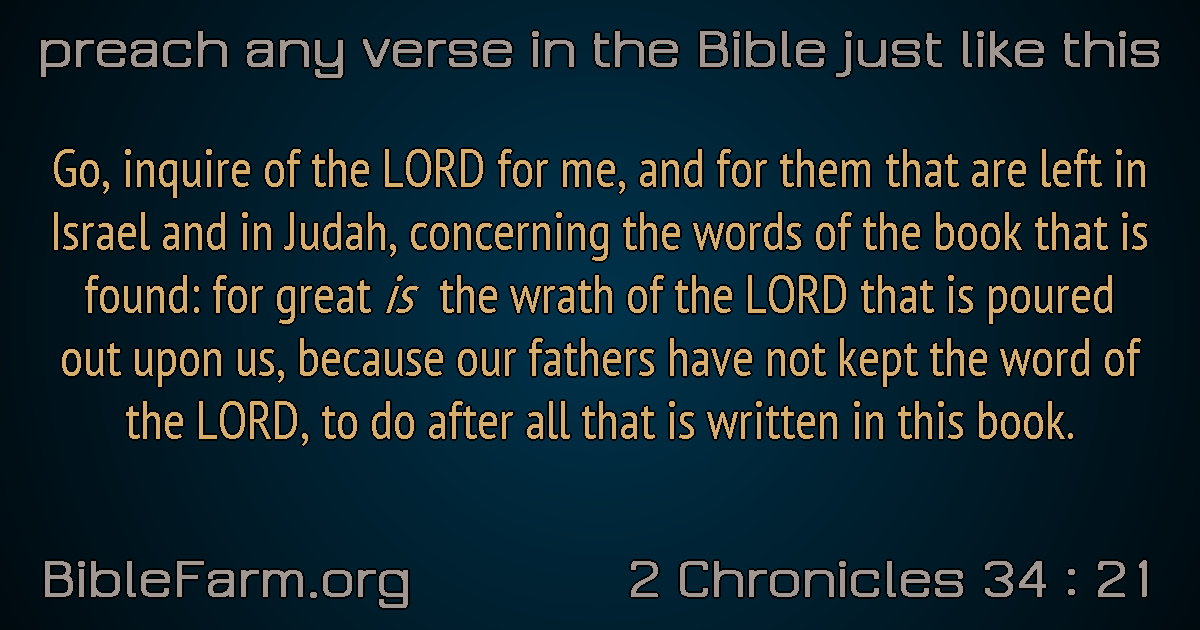 preach any verse in the Bible just like this
Go, inquire of the LORD for me, and for them that are left in
Israel and in Judah, concerning the words of the book that is
found: for great is the wrath of the LORD that is poured
out upon us, because our fathers have not kept the word of
the LORD, to do after all that is written in this book.
BibleFarm.org
2 Chronicles 34 : 21